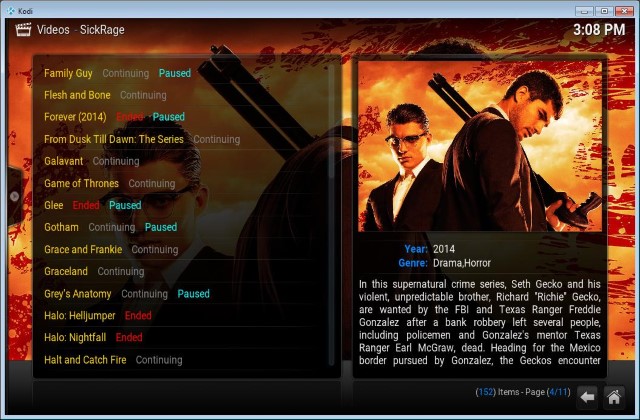 Kodi
Videos - SickRage
3:08 PM
Family Guy Continuing Paused
Flesh and Bone Continuing
Forever (2014) Ended Paused
From Dusk Till Dawn: The Series Continuing
Galavant Continuing
Game of Thrones Continuing
Glee Ended Paused
Gotham Continuing Paused
Grace and Frankie Continuing
Graceland Continuing
Grey's Anatomy Continuing Paused
Halo: Helljumper Ended
Halo: Nightfall Ended
Halt and Catch Fire Continuing
Year: 2014
Genre: Drama,Horror
In this supernatural crime series, Seth Gecko and his
violent, unpredictable brother, Richard "Richie" Gecko,
are wanted by the FBI and Texas Ranger Freddie
Gonzalez after a bank robbery left several people,
including policemen and Gonzalez's mentor Texas
Ranger Earl McGraw, dead. Heading for the Mexico
border pursued by Gonzalez, the Geckos encounter
(152) Items - Page (4/11)